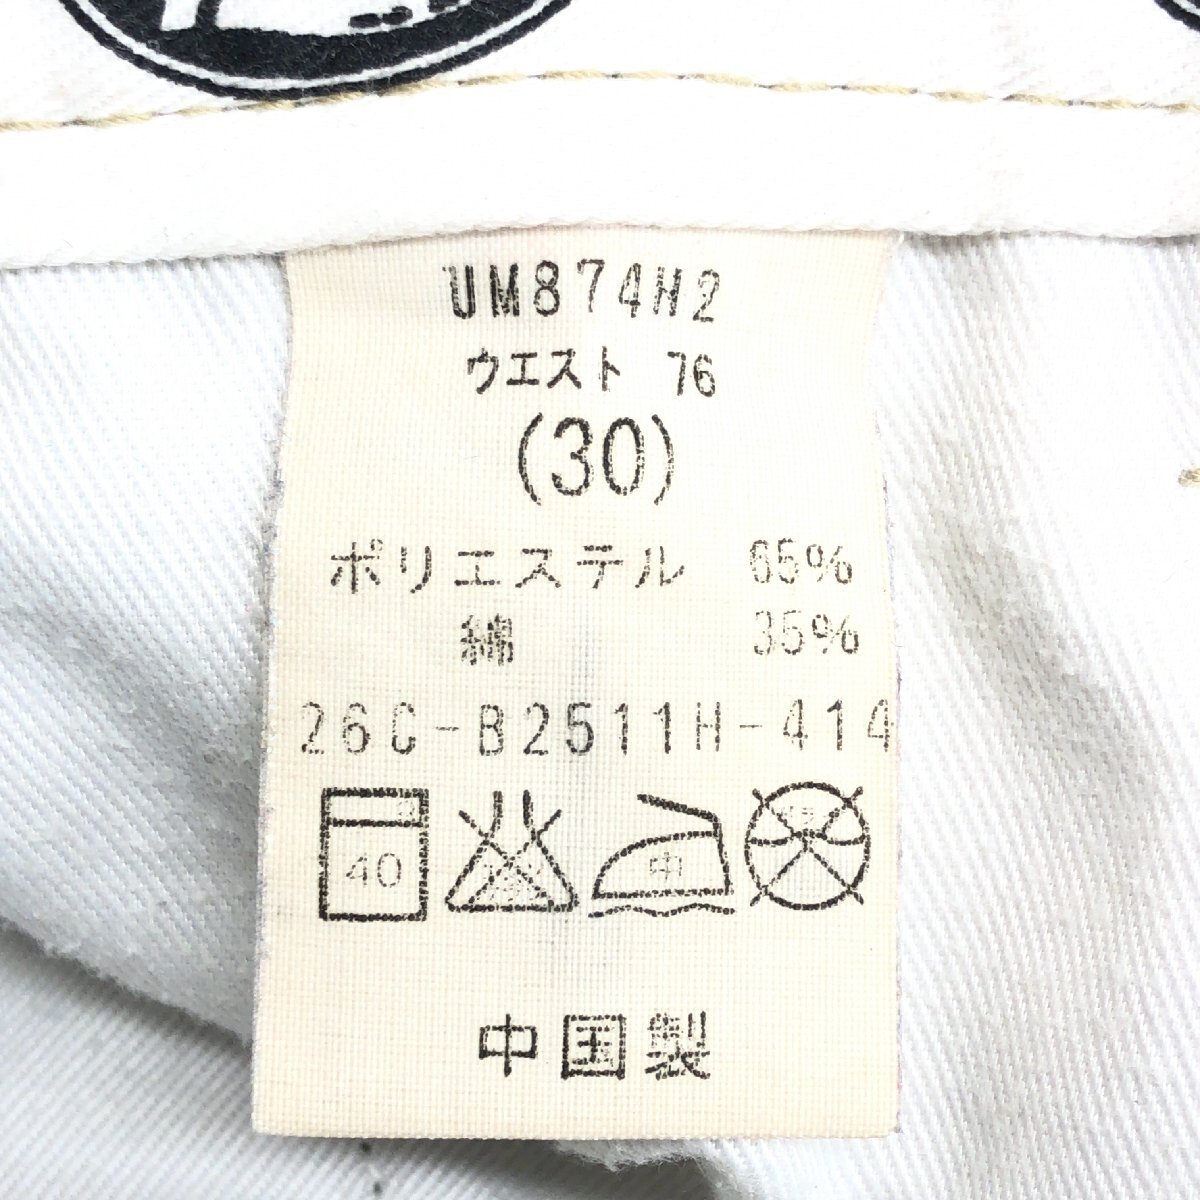 UM874H2
ウエスト 76
(30)
ポリエステル 65%
綿 35%
26C-B2511H-414
40 中
中国製